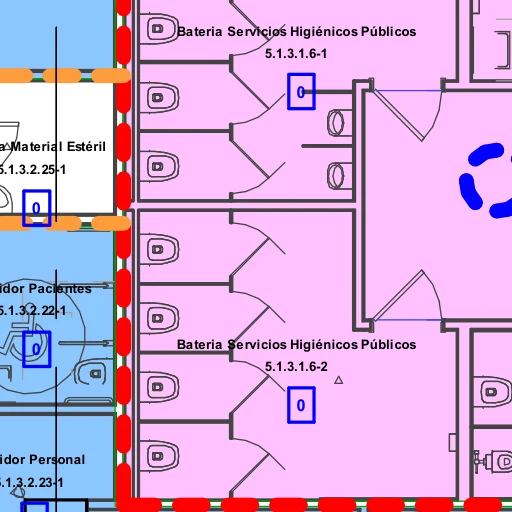 Bateria Servicios Higiénicos Públicos
5.1.3.1.6-1
0
a Material Estéril
5.1.3.2.25-1
0
idor Pacientes
5.1.3.2.22-1
0
Bateria Servicios Higiénicos Públicos
5.1.3.1.6-2
0
idor Personal
5.1.3.2.23-1